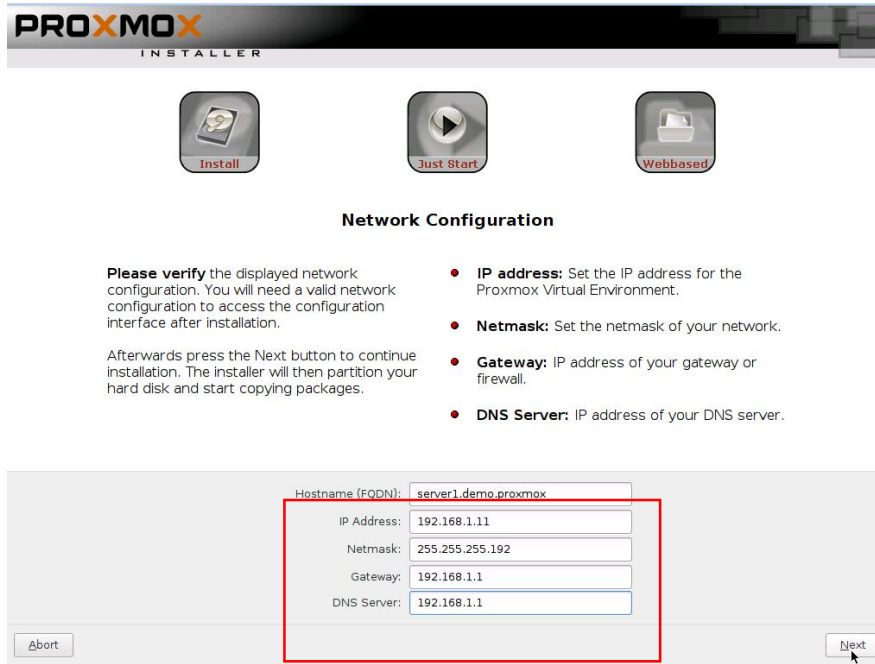 PROXMOX
INSTALLER
Install
Just Start
Webbased
Network Configuration
Please verify the displayed network
configuration. You will need a valid network
configuration to access the configuration
interface after installation.
Afterwards press the Next button to continue
installation. The installer will then partition your
hard disk and start copying packages.
IP address: Set the IP address for the
Proxmox Virtual Environment.
Netmask: Set the netmask of your network.
Gateway: IP address of your gateway or
firewall.
DNS Server: IP address of your DNS server.
Hostname (FQDN): server1.demo.proxmox
IP Address: 192.168.1.11
Netmask: 255.255.255.192
Gateway: 192.168.1.1
DNS Server: 192.168.1.1
Abort
Next